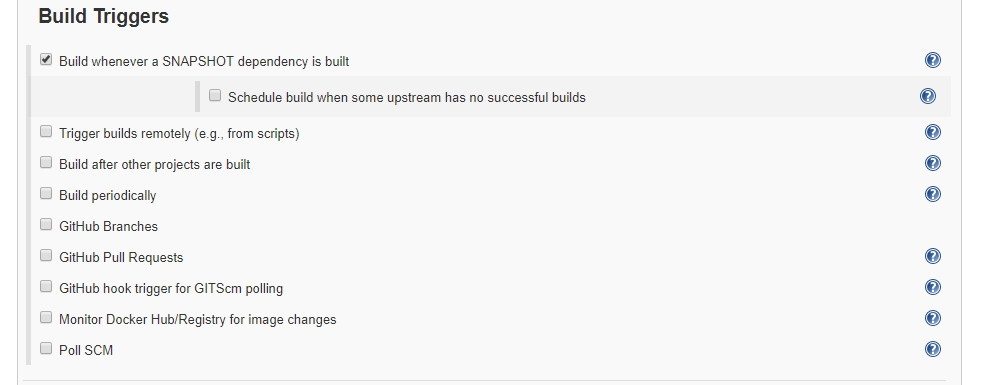 Build Triggers
Build whenever a SNAPSHOT dependency is built
Schedule build when some upstream has no successful builds
Trigger builds remotely (e.g., from scripts)
Build after other projects are built
Build periodically
GitHub Branches
GitHub Pull Requests
GitHub hook trigger for GITScm polling
Monitor Docker Hub/Registry for image changes
Poll SCM